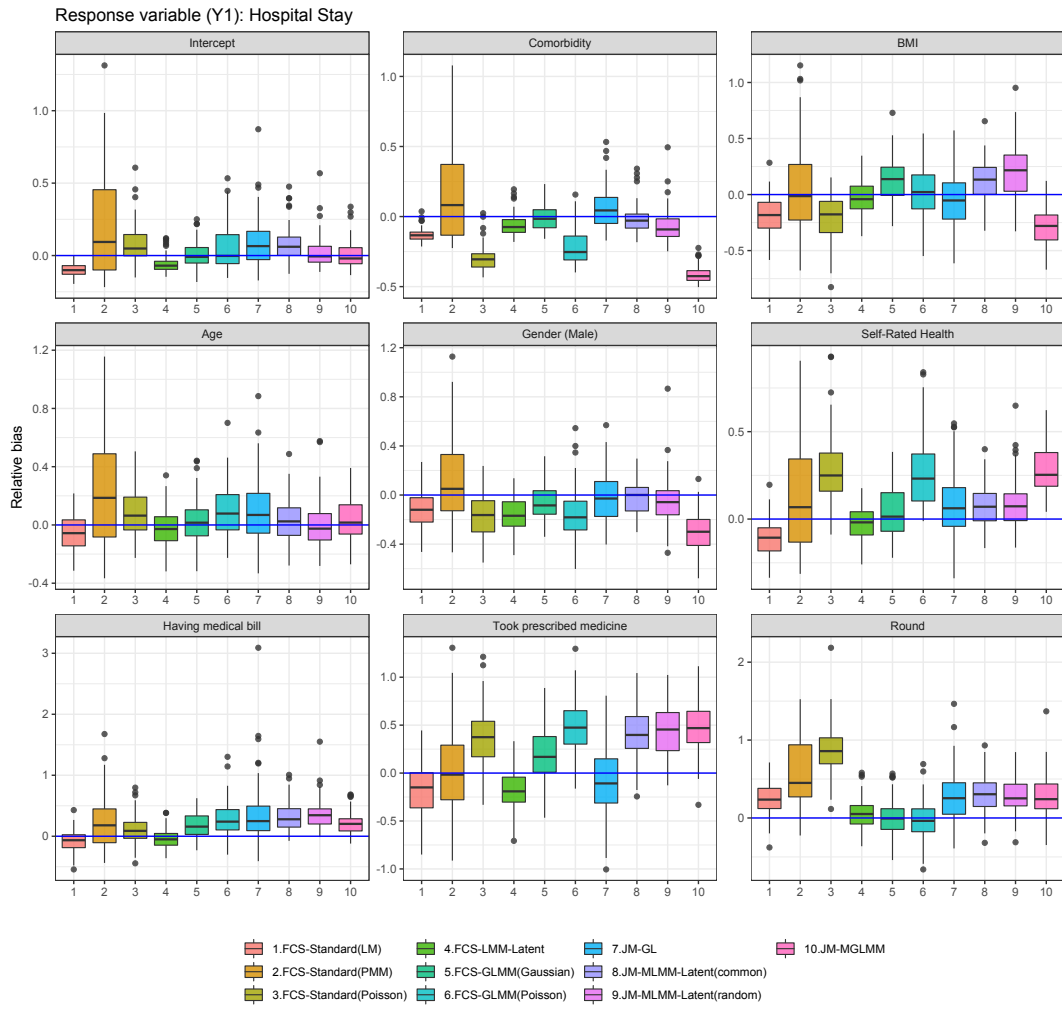 Response variable (Y1): Hospital Stay
Intercept
Comorbidity
BMI
1.0
0.5
0.0
1.0
0.5
0.0
-0.5
1.0
0.5
0.0
-0.5
1 2 3 4 5 6 7 8 9 10
1 2 3 4 5 6 7 8 9 10
1 2 3 4 5 6 7 8 9 10
Age
Gender (Male)
Self-Rated Health
Relative bias
1.2
0.8
0.4
0.0
-0.4
1.2
0.8
0.4
0.0
-0.4
0.5
0.0
1 2 3 4 5 6 7 8 9 10
1 2 3 4 5 6 7 8 9 10
1 2 3 4 5 6 7 8 9 10
Having medical bill
Took prescribed medicine
Round
3
2
1
0
1.0
0.5
0.0
-0.5
-1.0
2
1
0
1 2 3 4 5 6 7 8 9 10
1 2 3 4 5 6 7 8 9 10
1 2 3 4 5 6 7 8 9 10
1.FCS-Standard(LM)
2.FCS-Standard(PMM)
3.FCS-Standard(Poisson)
4.FCS-LMM-Latent
5.FCS-GLMM(Gaussian)
6.FCS-GLMM(Poisson)
7.JM-GL
8.JM-MLMM-Latent(common)
9.JM-MLMM-Latent(random)
10.JM-MGLMM